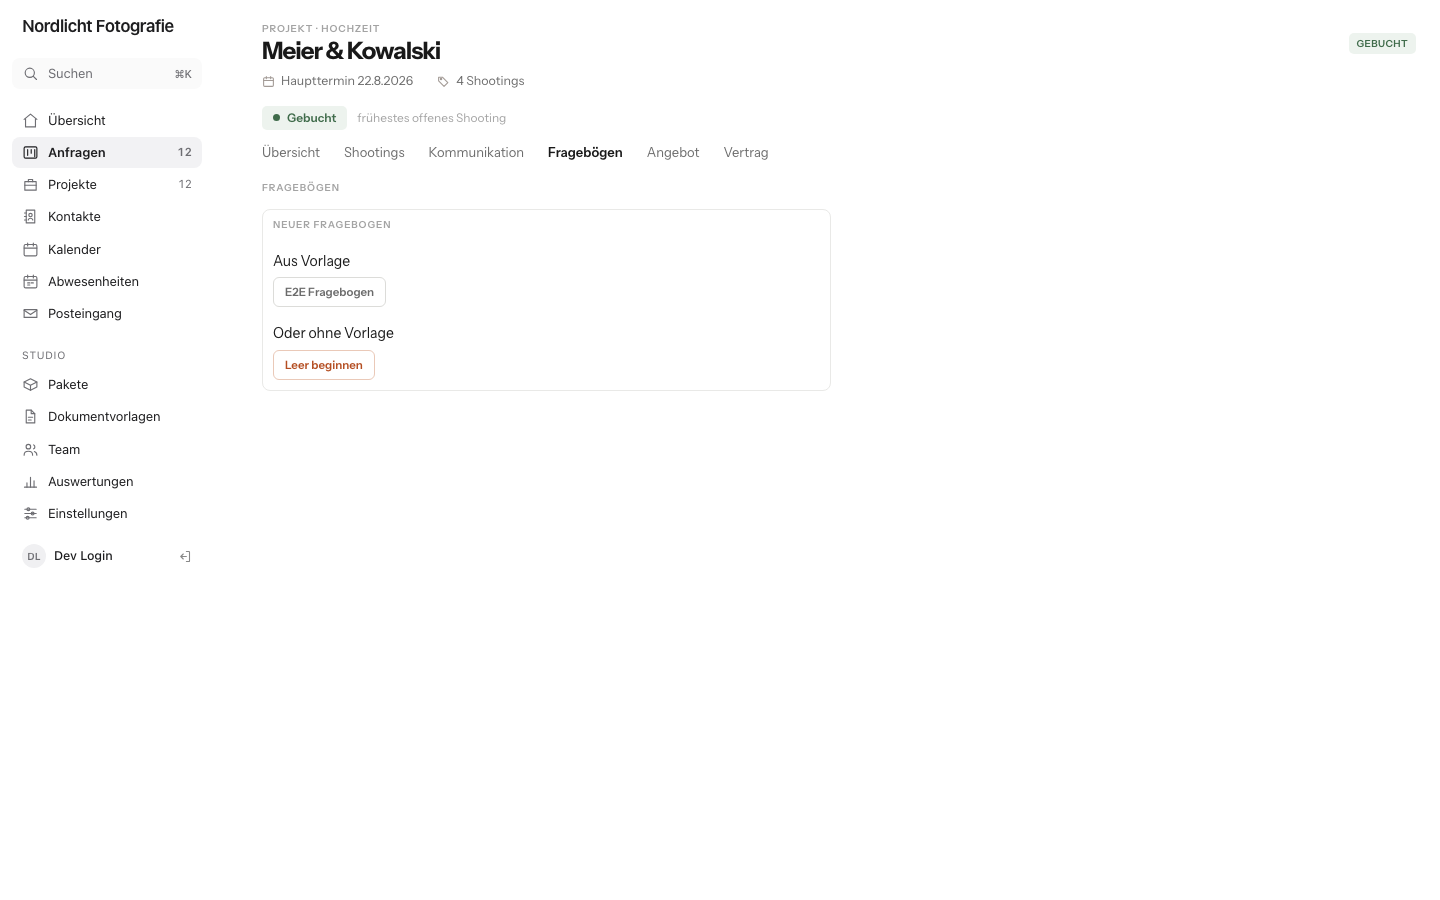 Nordlicht Fotografie
Suchen ⌘K
Übersicht
Anfragen 12
Projekte 12
Kontakte
Kalender
Abwesenheiten
Posteingang
STUDIO
Pakete
Dokumentvorlagen
Team
Auswertungen
Einstellungen
DL Dev Login
PROJEKT · HOCHZEIT
Meier & Kowalski
GEBUCHT
Haupttermin 22.8.2026 4 Shootings
Gebucht frühestes offenes Shooting
Übersicht Shootings Kommunikation Fragebögen Angebot Vertrag
FRAGEBÖGEN
NEUER FRAGEBOGEN
Aus Vorlage
E2E Fragebogen
Oder ohne Vorlage
Leer beginnen